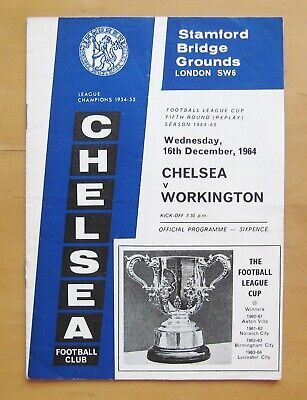 Stamford
Bridge
Grounds
LONDON SW6
LEAGUE
CHAMPIONS 1954-55
CHELSEA
FOOTBALL
CLUB
FOOTBALL LEAGUE CUP
FIFTH ROUND (REPLAY)
SEASON 1964-65
Wednesday,
16th December, 1964
CHELSEA
v
WORKINGTON
KICK-OFF 7.30 p.m.
OFFICIAL PROGRAMME — SIXPENCE
THE
FOOTBALL
LEAGUE
CUP
Winners
1960-61
Aston Villa
1961-62
Norwich City
1962-63
Birmingham City
1963-64
Leicester City